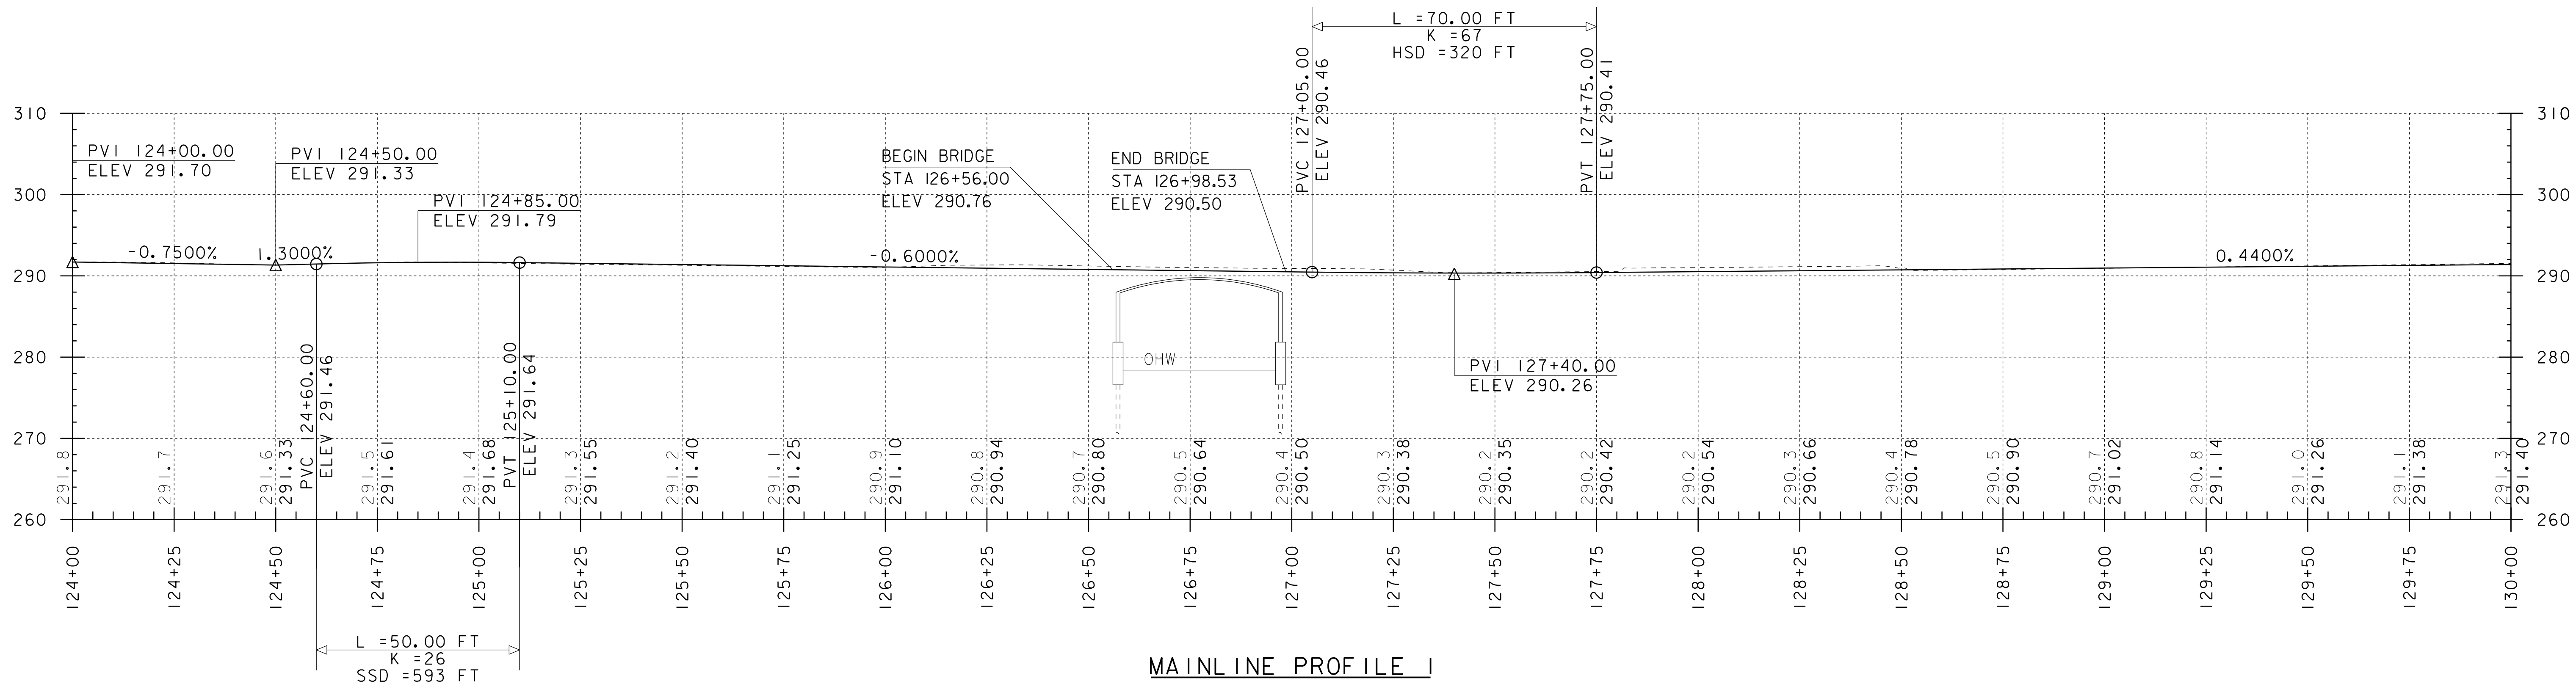 L =70.00 FT
K =67
HSD =320 FT
PVC 127+05.00
ELEV 290.46
PVT 127+75.00
ELEV 290.41
310
310
PVI 124+00.00
ELEV 291.70
PVI 124+50.00
ELEV 291.33
PVI 124+85.00
ELEV 291.79
BEGIN BRIDGE
STA 126+56.00
ELEV 290.76
END BRIDGE
STA 126+98.53
ELEV 290.50
300
300
-0.7500%
1.3000%
-0.6000%
0.4400%
290
290
280
280
OHW
PVI 127+40.00
ELEV 290.26
PVC 124+60.00
ELEV 291.46
PVT 125+10.00
ELEV 291.64
270
270
291.8
291.7
291.6
291.33
291.5
291.61
291.4
291.68
291.3
291.55
291.2
291.40
291.1
291.25
290.9
291.10
290.8
290.94
290.7
290.80
290.5
290.64
290.4
290.50
290.3
290.38
290.2
290.35
290.2
290.42
290.2
290.54
290.3
290.66
290.4
290.78
290.5
290.90
290.7
291.02
290.8
291.14
291.0
291.26
291.1
291.38
291.3
291.40
260
260
124+00
124+25
124+50
124+75
125+00
125+25
125+50
125+75
126+00
126+25
126+50
126+75
127+00
127+25
127+50
127+75
128+00
128+25
128+50
128+75
129+00
129+25
129+50
129+75
130+00
L =50.00 FT
K =26
SSD =593 FT
MAINLINE PROFILE 1